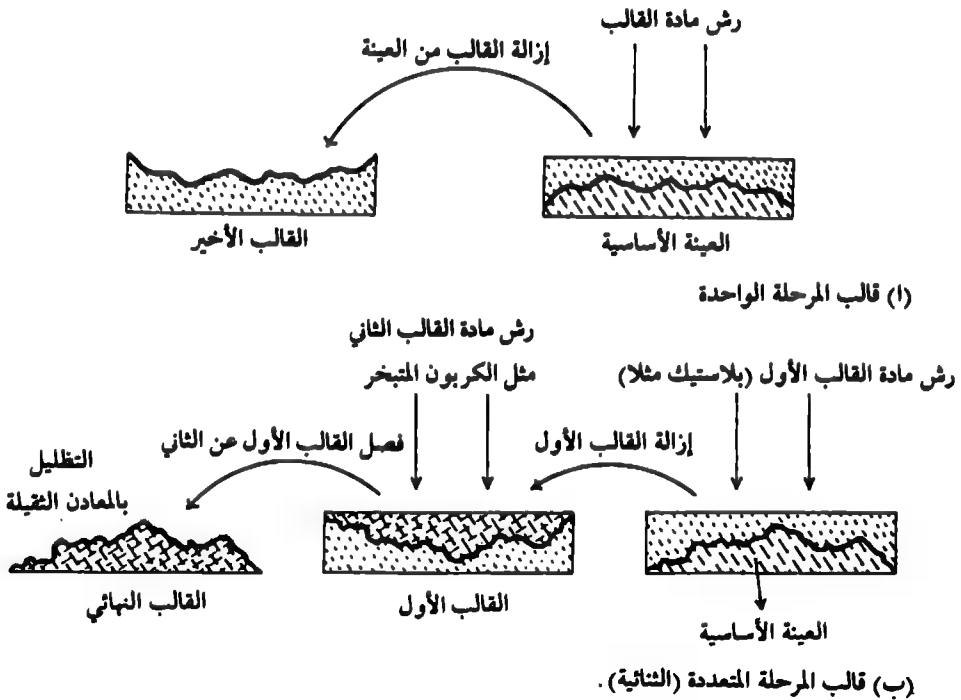 رش مادة القالب
إزالة القالب من العينة
العينة الأساسية
القالب الأخير
(ا) قالب المرحلة الواحدة
رش مادة القالب الأول (بلاستيك مثلا)
رش مادة القالب الثاني
مثل الكربون المتبخر
إزالة القالب الأول
فصل القالب الأول عن الثاني
التظليل
بالمعادن الثقيلة
القالب الأول
القالب النهائي
العينة الأساسية
(ب) قالب المرحلة المتعددة (الثنائية).